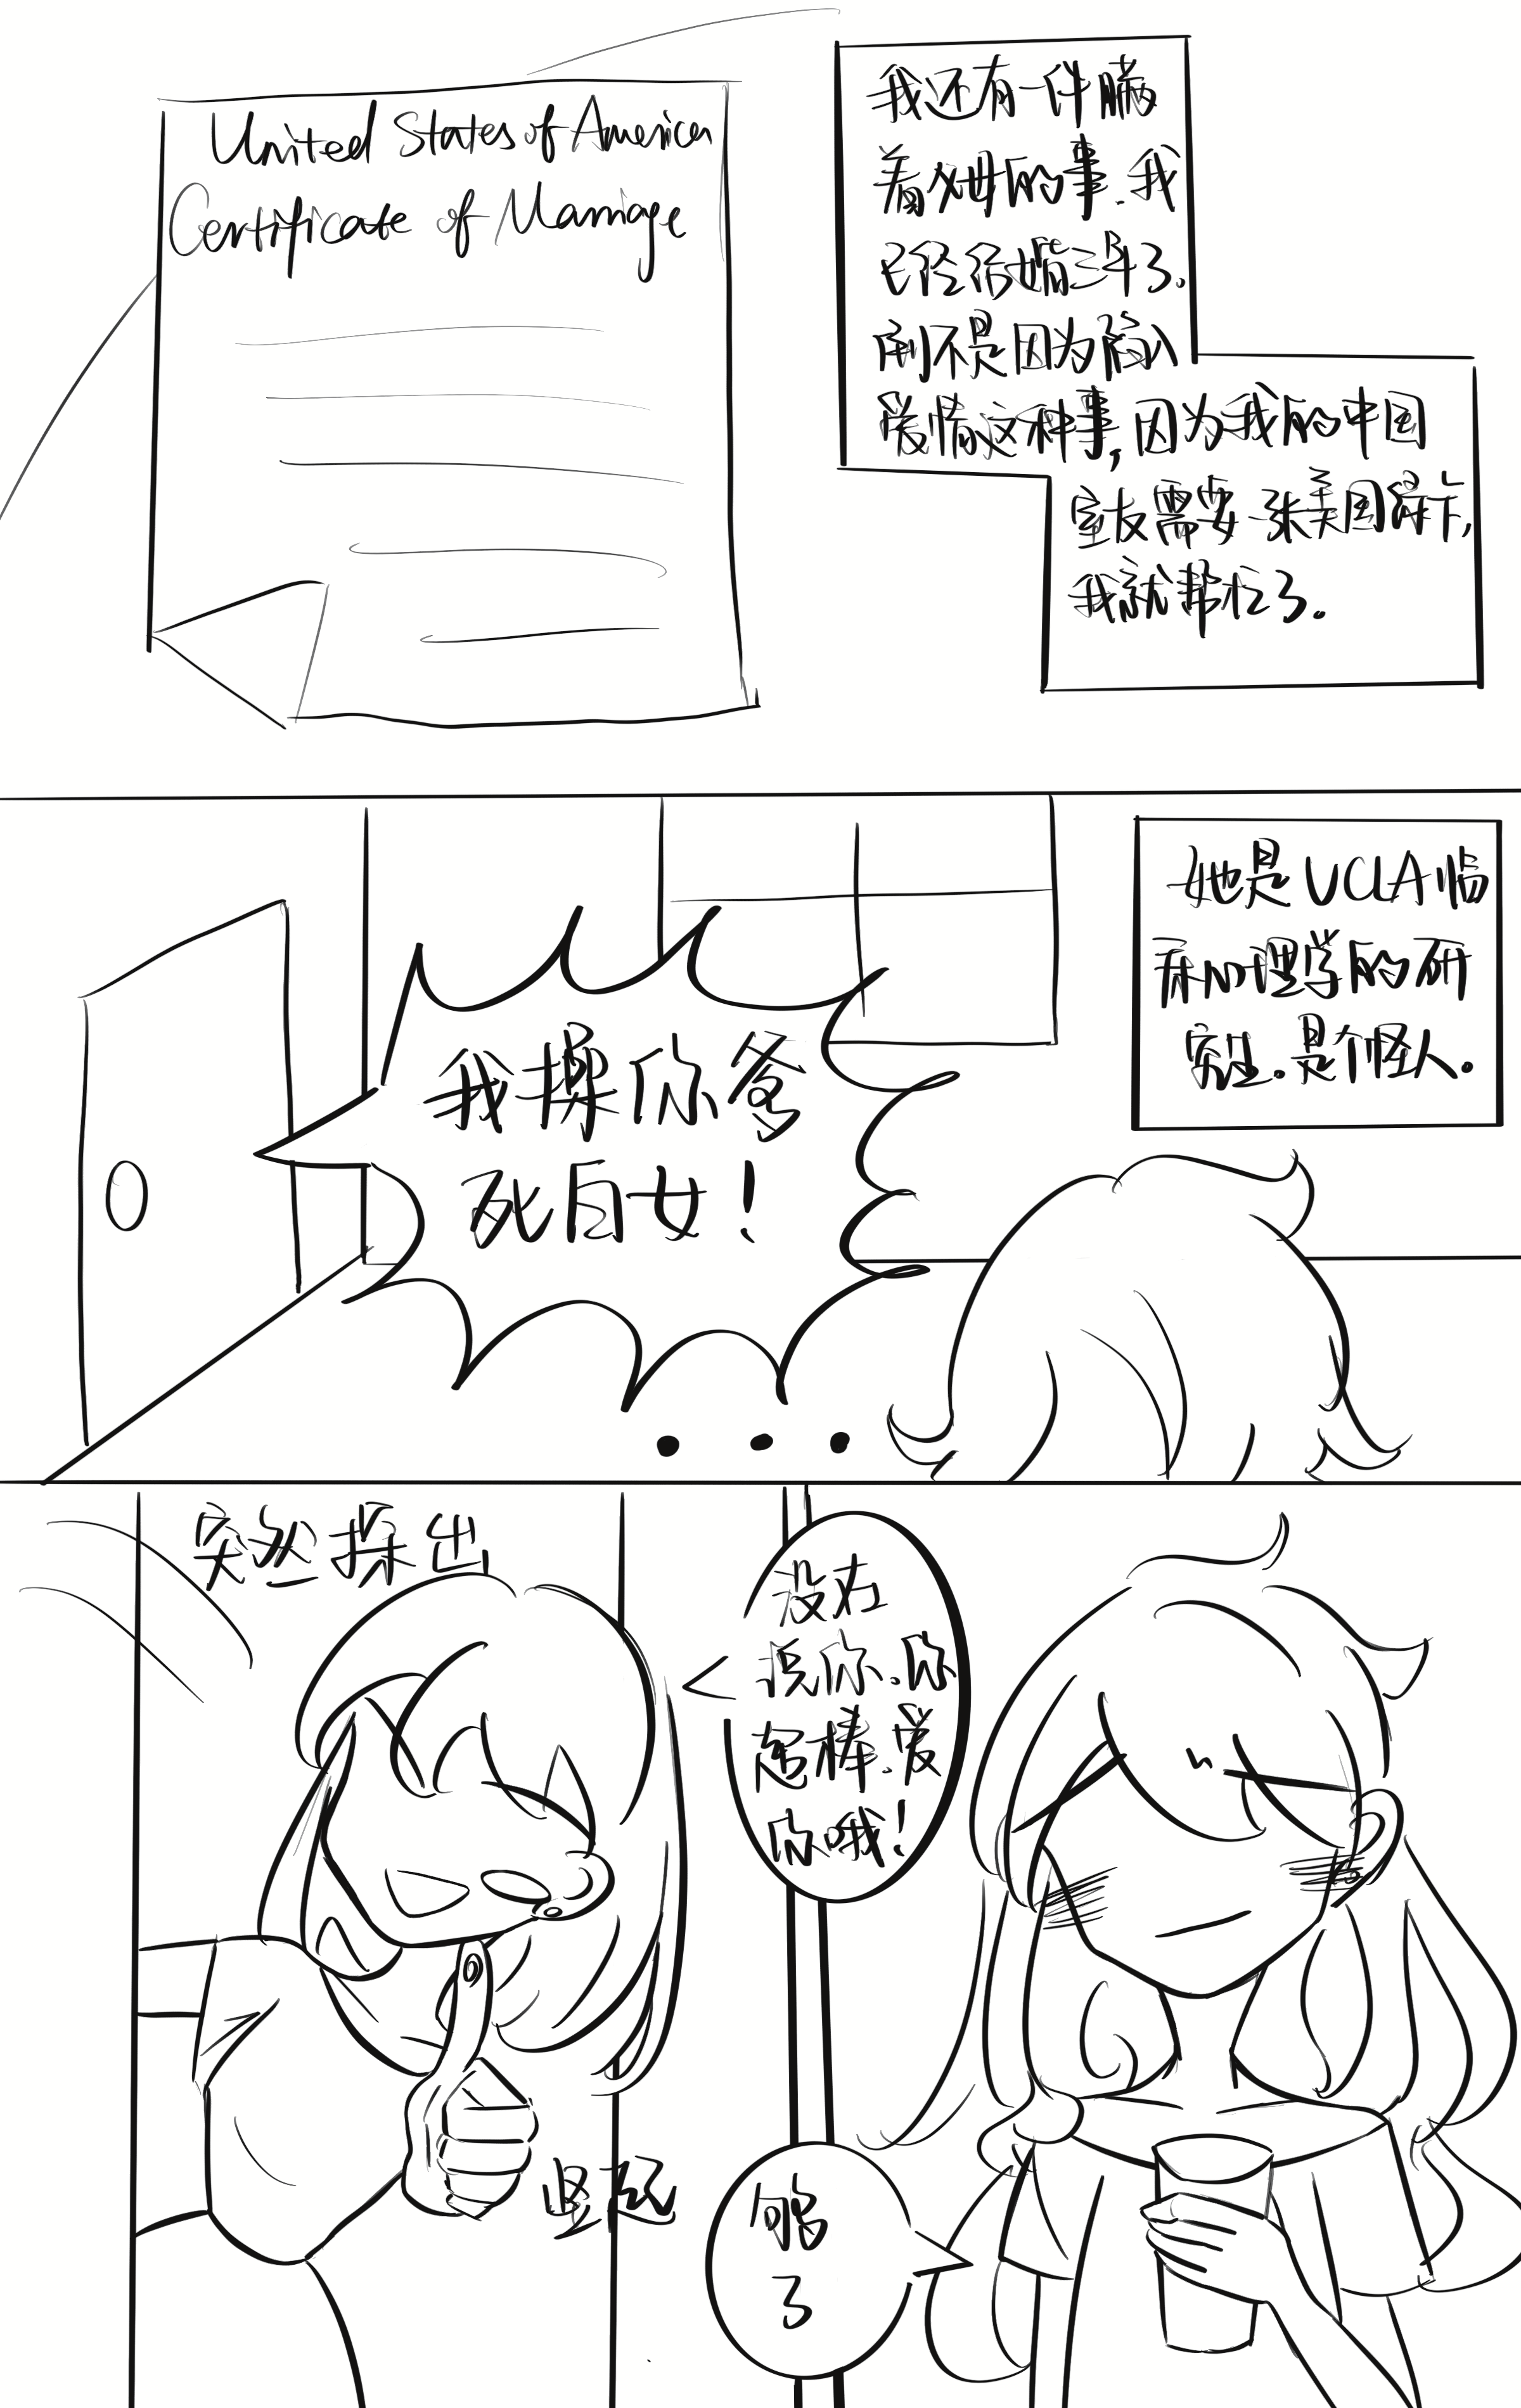 United States of America
Certificate of Marriage
我还有一件瞒
着父母的事.我
已经结婚三年了.
倒不是因为陷入
爱情这种事,因为我的中国
室友需要一张美国绿卡,
我就帮忙了。
她是UCLA临
床心理学的研
究生.是个怪人。
我操你爹
死自女!
...
突然探出
没在
说你.你
超棒.爱
你哦!
竖起
够
了